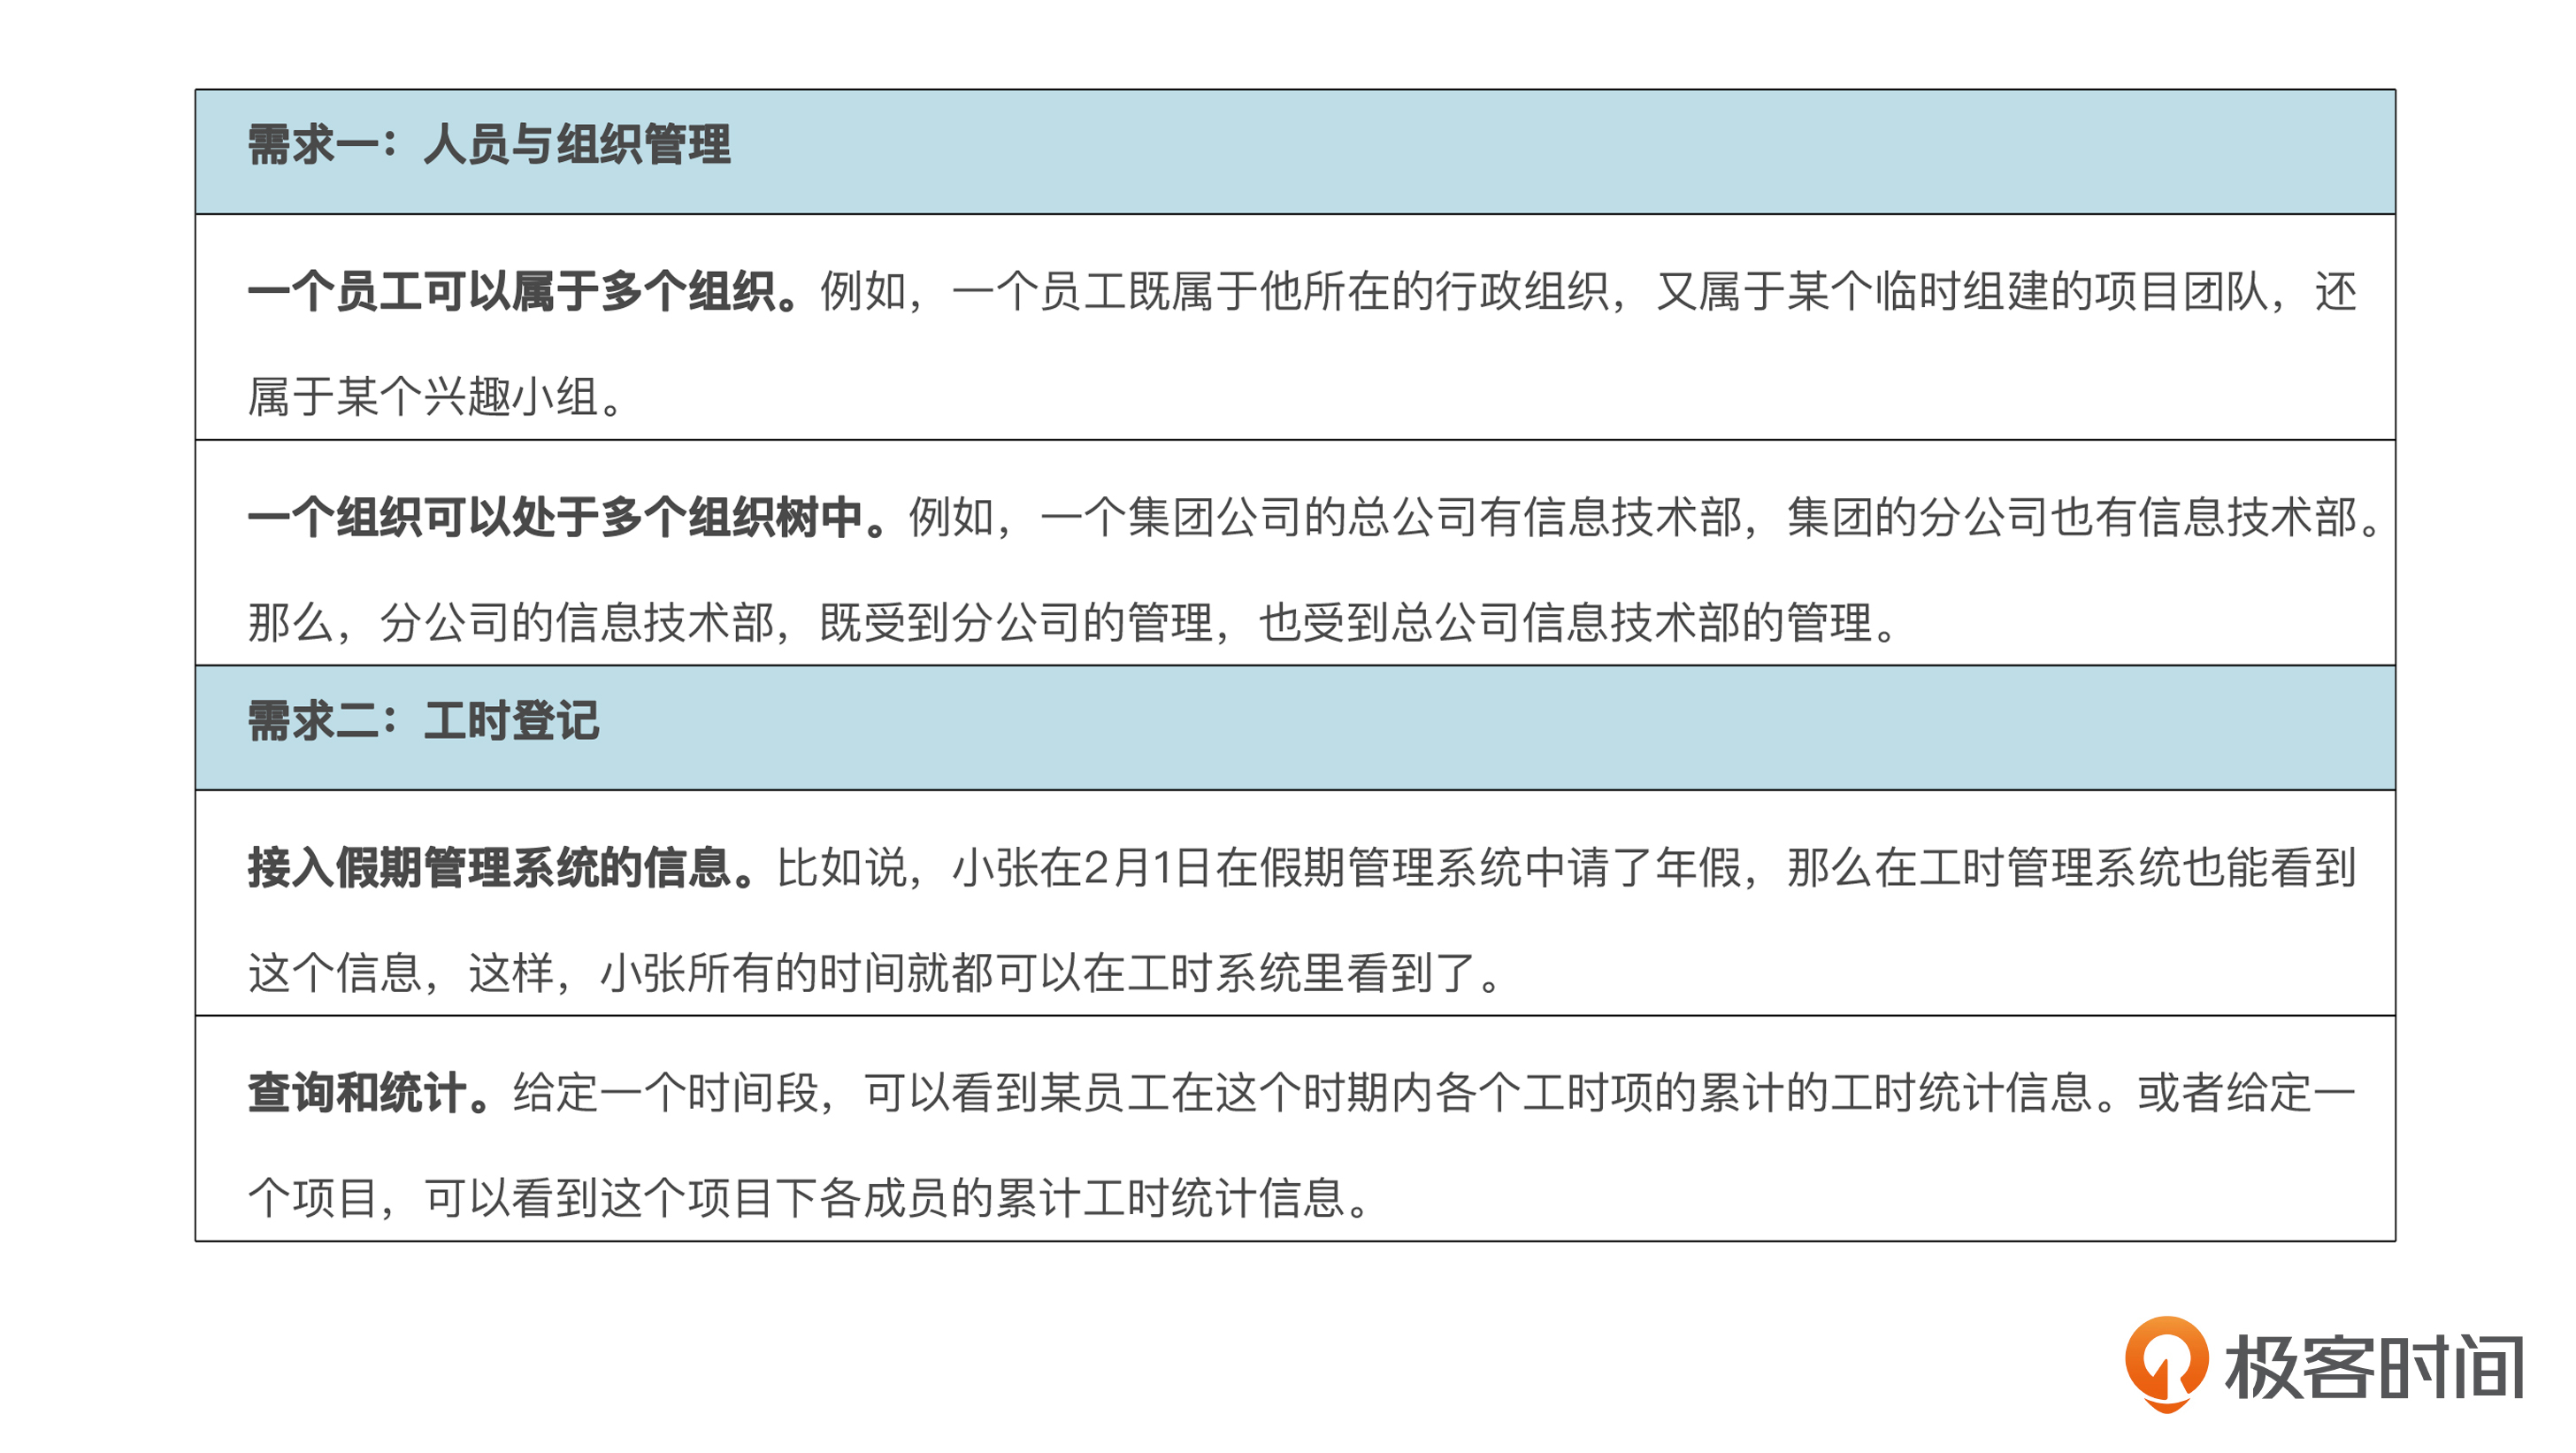 需求一：人员与组织管理
一个员工可以属于多个组织。例如，一个员工既属于他所在的行政组织，又属于某个临时组建的项目团队，还
属于某个兴趣小组。
一个组织可以处于多个组织树中。例如，一个集团公司的总公司有信息技术部，集团的分公司也有信息技术部。
那么，分公司的信息技术部，既受到分公司的管理，也受到总公司信息技术部的管理。
需求二：工时登记
接入假期管理系统的信息。比如说，小张在2月1日在假期管理系统中请了年假，那么在工时管理系统也能看到
这个信息，这样，小张所有的时间就都可以在工时系统里看到了。
查询和统计。给定一个时间段，可以看到某员工在这个时期内各个工时项的累计的工时统计信息。或者给定一
个项目，可以看到这个项目下各成员的累计工时统计信息。
极客时间